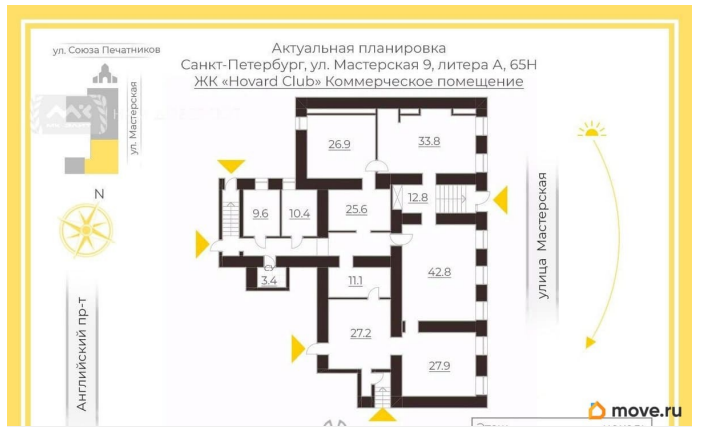 ул. Союза Печатников
Актуальная планировка
Санкт-Петербург, ул. Мастерская 9, литера А, 65Н
ЖК «Hovard Club» Коммерческое помещение
ул. Мастерская
26.9
33.8
N
9.6
10.4
25.6
12.8
улица Мастерская
3.4
11.1
42.8
Английский пр-т
27.2
27.9
move.ru